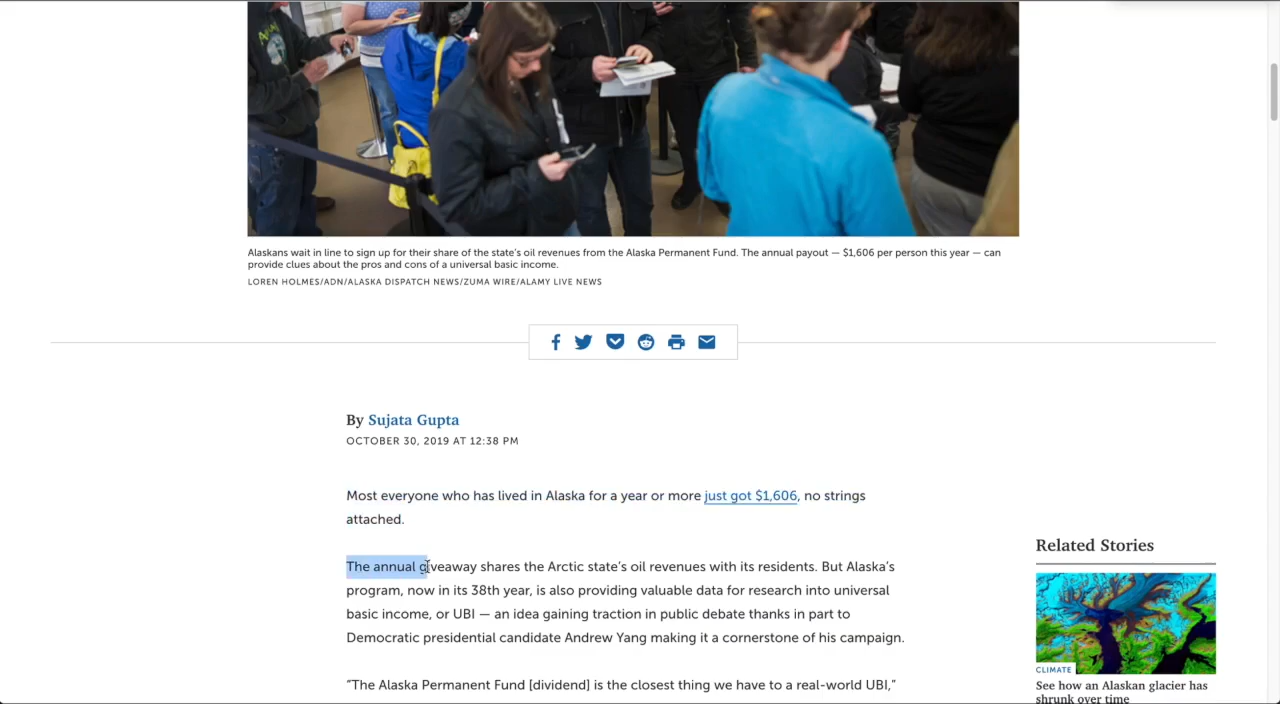 Alaskans wait in line to sign up for their share of the state's oil revenues from the Alaska Permanent Fund. The annual payout — $1,606 per person this year — can
provide clues about the pros and cons of a universal basic income.
LOREN HOLMES/ADN/ALASKA DISPATCH NEWS/ZUMA WIRE/ALAMY LIVE NEWS
By Sujata Gupta
OCTOBER 30, 2019 AT 12:38 PM
Most everyone who has lived in Alaska for a year or more just got $1,606, no strings
attached.
The annual giveaway shares the Arctic state's oil revenues with its residents. But Alaska's
program, now in its 38th year, is also providing valuable data for research into universal
basic income, or UBI — an idea gaining traction in public debate thanks in part to
Democratic presidential candidate Andrew Yang making it a cornerstone of his campaign.
"The Alaska Permanent Fund [dividend] is the closest thing we have to a real-world UBI,"
Related Stories
CLIMATE
See how an Alaskan glacier has
shrunk over time